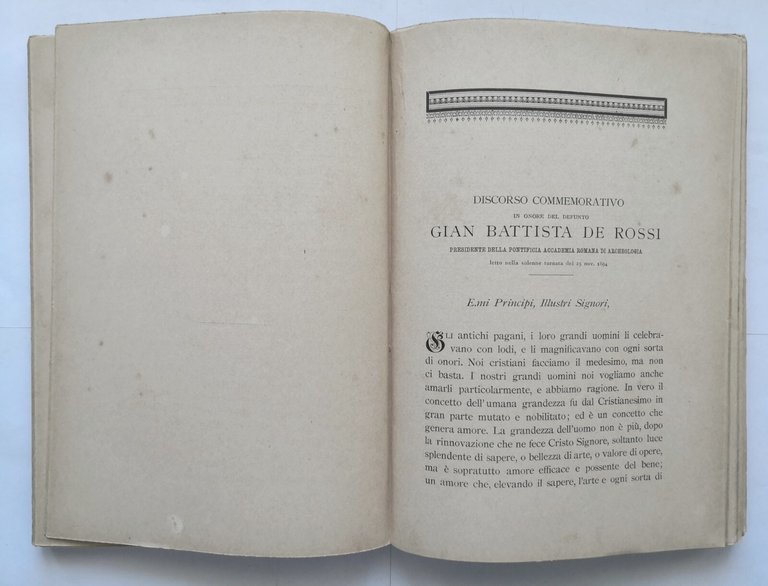 DISCORSO COMMEMORATIVO
IN ONORE DEL DEFUNTO
GIAN BATTISTA DE ROSSI
PRESIDENTE DELLA PONTIFICIA ACCADEMIA ROMANA DI ARCHEOLOGIA
letto nella solenne tornata del 15 nov. 1894
E.mi Principi, Illustri Signori,
GLI antichi pagani, i loro grandi uomini li celebra-
vano con lodi, e li magnificavano con ogni sorta
di onori. Noi cristiani facciamo il medesimo, ma non
ci basta. I nostri grandi uomini noi vogliamo anche
amarli particolarmente, e abbiamo ragione. In vero il
concetto dell'umana grandezza fu dal Cristianesimo in
gran parte mutato e nobilitato; ed è un concetto che
genera amore. La grandezza dell'uomo non è più, dopo
la rinnovazione che ne fece Cristo Signore, soltanto luce
splendente di sapere, o bellezza di arte, o valore di opere,
ma è sopratutto amore efficace e possente del bene;
un amore che, elevando il sapere, l'arte e ogni sorta di